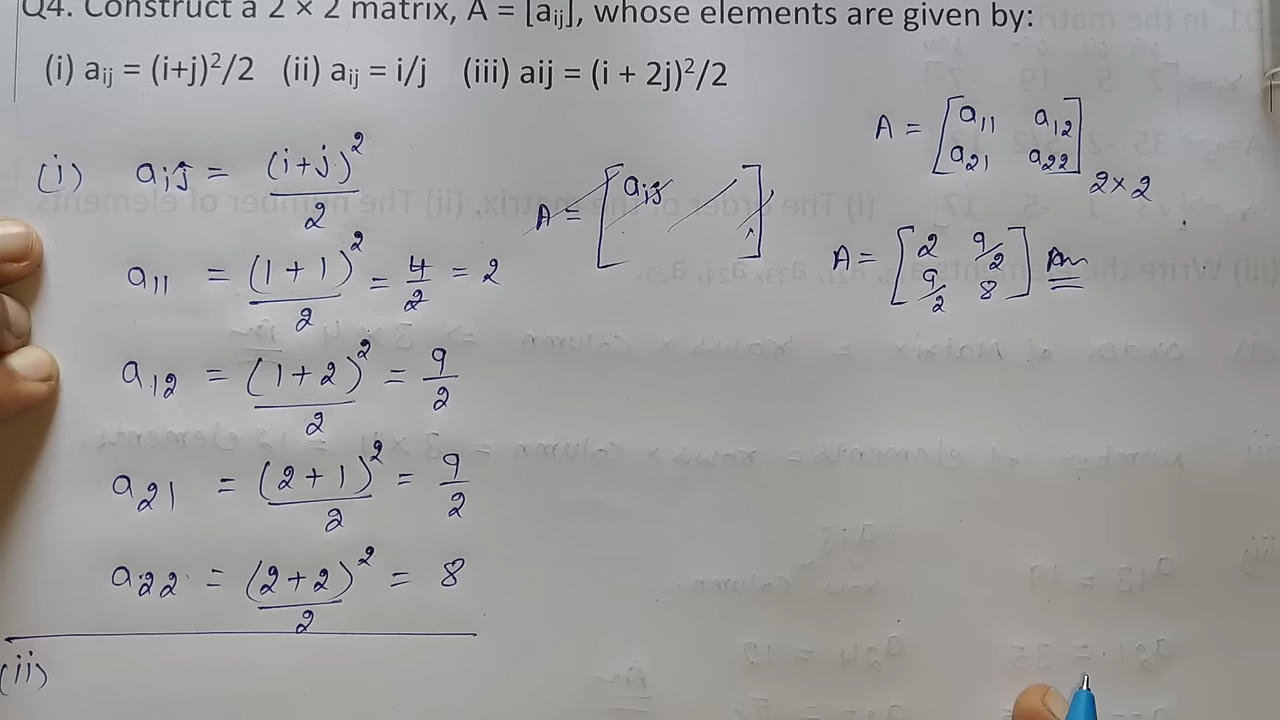 Q4. Construct a 2 × 2 matrix, A = [aij], whose elements are given by:
(i) aij = (i+j)²/2 (ii) aij = i/j (iii) aij = (i + 2j)²/2
(i) aij = (i+j)²/2
a11 = (1+1)²/2 = 4/2 = 2
a12 = (1+2)²/2 = 9/2
a21 = (2+1)²/2 = 9/2
a22 = (2+2)²/2 = 8
(ii)
A = [aij]
A = [a11 a12
a21 a22] 2×2
A = [2 9/2
9/2 8] An